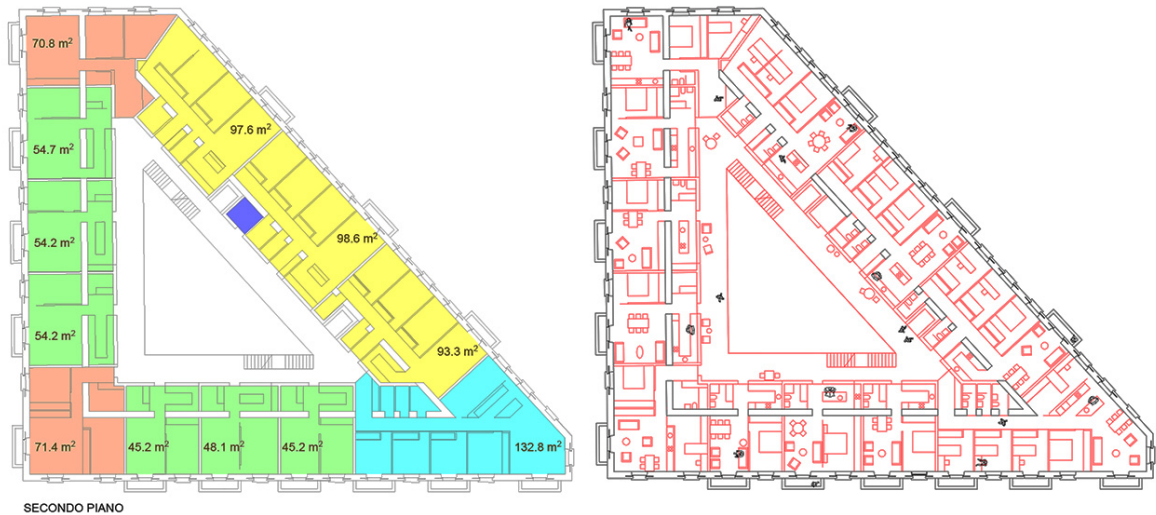 70.8 m²
97.6 m²
54.7 m²
54.2 m²
98.6 m²
54.2 m²
93.3 m²
71.4 m²
45.2 m²
48.1 m²
45.2 m²
132.8 m²
SECONDO PIANO